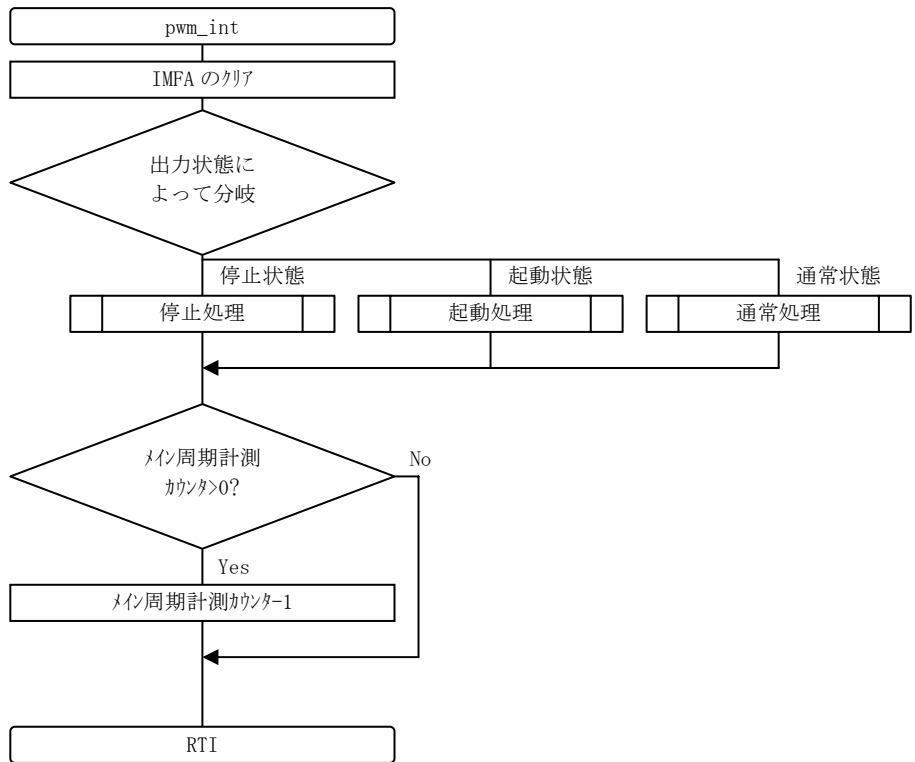 pwm_int
IMFA のｸﾘｱ
出力状態に
よって分岐
停止状態
起動状態
通常状態
停止処理
起動処理
通常処理
ﾒｲﾝ周期計測
ｶｳﾝﾀ>0?
No
Yes
ﾒｲﾝ周期計測ｶｳﾝﾀ-1
RTI